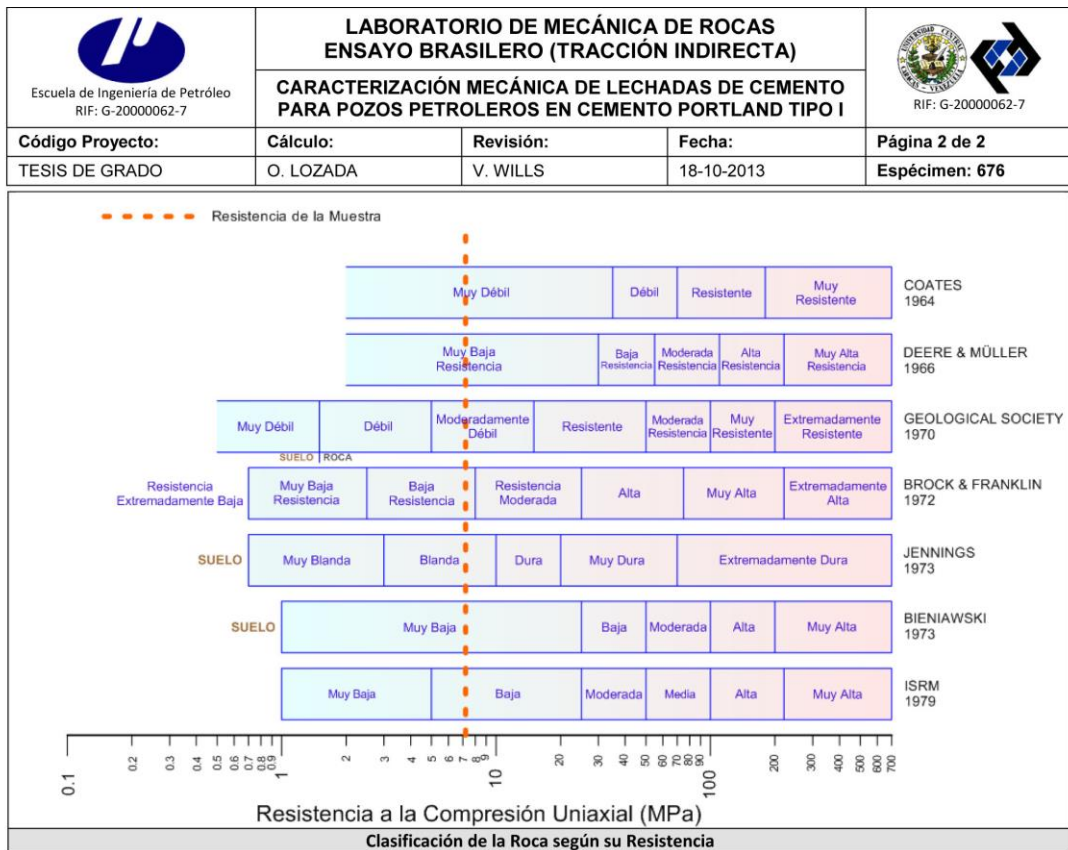 LABORATORIO DE MECÁNICA DE ROCAS
ENSAYO BRASILERO (TRACCIÓN INDIRECTA)
CARACTERIZACIÓN MECÁNICA DE LECHADAS DE CEMENTO
PARA POZOS PETROLEROS EN CEMENTO PORTLAND TIPO I
Escuela de Ingeniería de Petróleo
RIF: G-20000062-7
UNIVERSIDAD CENTRAL
CARACAS - VENEZUELA
RIF: G-20000062-7
Código Proyecto: Cálculo: Revisión: Fecha: Página 2 de 2
TESIS DE GRADO O. LOZADA V. WILLS 18-10-2013 Espécimen: 676
Resistencia de la Muestra
Muy Débil Débil Resistente Muy
Resistente
COATES
1964
Muy Baja
Resistencia
Baja
Resistencia
Moderada
Resistencia
Alta
Resistencia
Muy Alta
Resistencia
DEERE & MÜLLER
1966
Muy Débil Débil Moderadamente
Débil
Resistente Moderada
Resistencia
Muy
Resistente
Extremadamente
Resistente
GEOLOGICAL SOCIETY
1970
SUELO ROCA
Resistencia
Extremadamente Baja
Muy Baja
Resistencia
Baja
Resistencia
Resistencia
Moderada
Alta Muy Alta Extremadamente
Alta
BROCK & FRANKLIN
1972
SUELO Muy Blanda Blanda Dura Muy Dura Extremadamente Dura
JENNINGS
1973
SUELO Muy Baja Baja Moderada Alta Muy Alta
BIENIAWSKI
1973
Muy Baja Baja Moderada Media Alta Muy Alta
ISRM
1979
0.1 0.2 0.3 0.4 0.5 0.6 0.7 0.8 0.9 1 2 3 4 5 6 7 8 9 10 20 30 40 50 60 70 80 90 100 200 300 400 500 600 700
Resistencia a la Compresión Uniaxial (MPa)
Clasificación de la Roca según su Resistencia